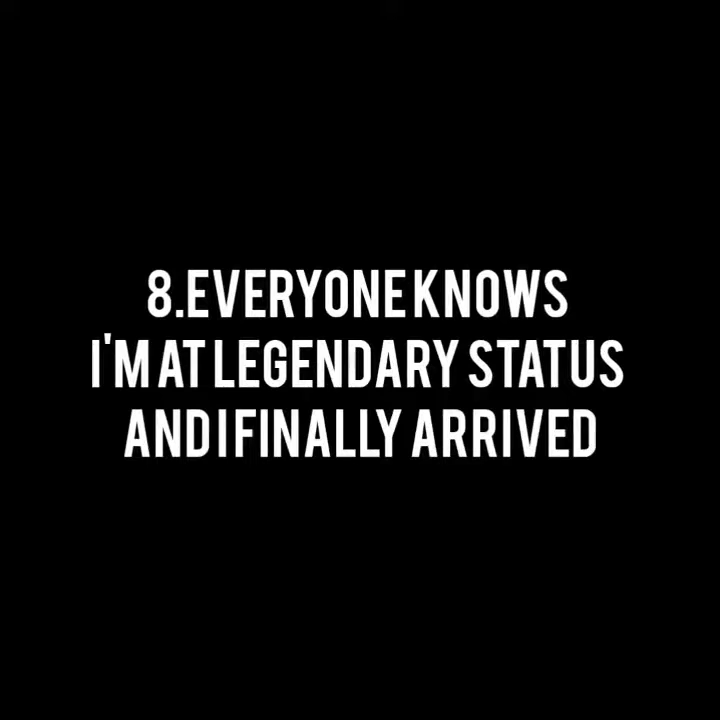 8.EVERYONE KNOWS
I'M AT LEGENDARY STATUS
AND I FINALLY ARRIVED